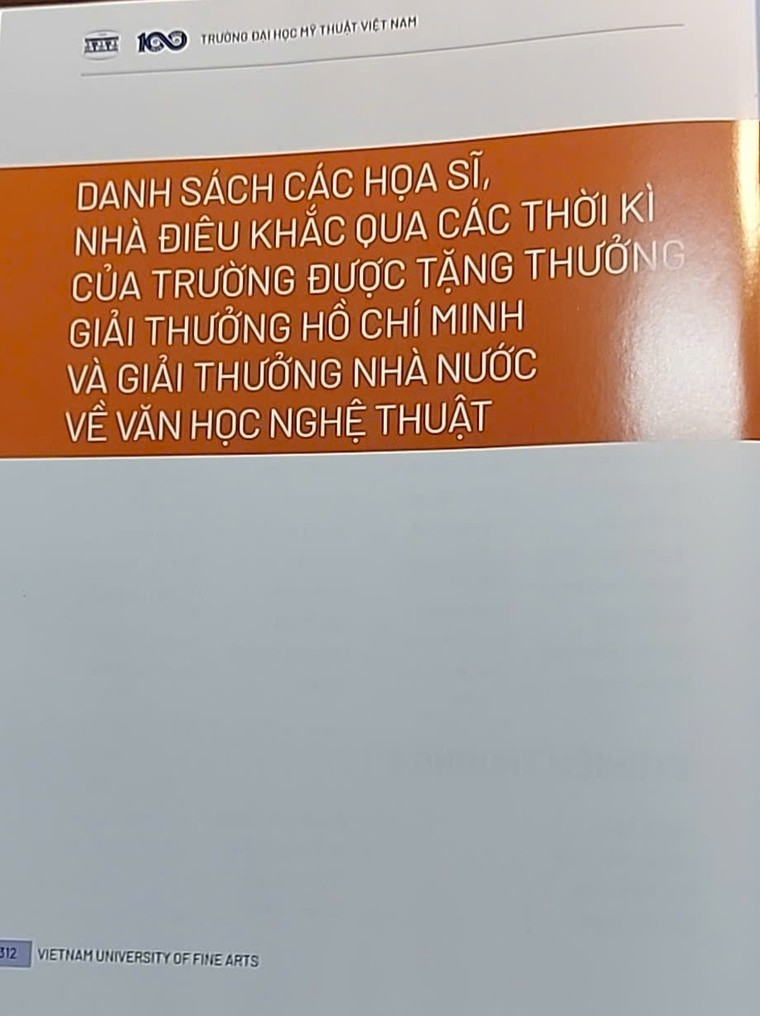 100 TRƯỜNG ĐẠI HỌC MỸ THUẬT VIỆT NAM
DANH SÁCH CÁC HỌA SĨ,
NHÀ ĐIÊU KHẮC QUA CÁC THỜI KÌ
CỦA TRƯỜNG ĐƯỢC TẶNG THƯỞNG
GIẢI THƯỞNG HỒ CHÍ MINH
VÀ GIẢI THƯỞNG NHÀ NƯỚC
VỀ VĂN HỌC NGHỆ THUẬT
312 VIETNAM UNIVERSITY OF FINE ARTS